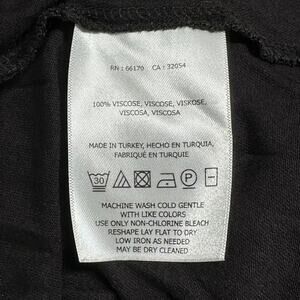 RN : 66170 CA : 32054
100% VISCOSE, VISCOSE, VISKOSE,
VISCOSA, VISCOSA
MADE IN TURKEY, HECHO EN TURQUIA,
FABRIQUÉ EN TURQUIE
30 P
MACHINE WASH COLD GENTLE
WITH LIKE COLORS
USE ONLY NON-CHLORINE BLEACH
RESHAPE LAY FLAT TO DRY
LOW IRON AS NEEDED
MAY BE DRY CLEANED